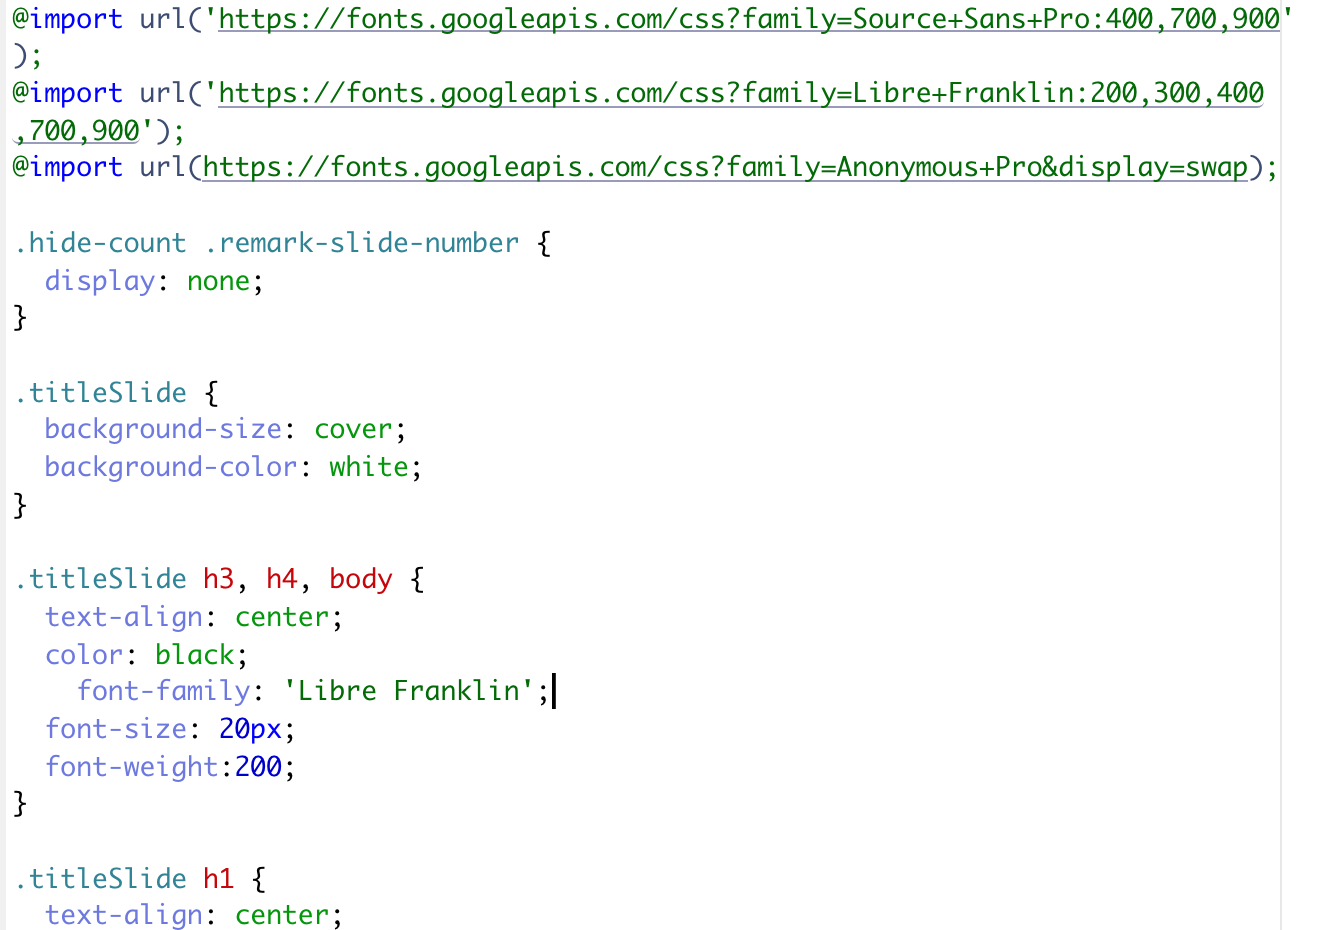 @import url('https://fonts.googleapis.com/css?family=Source+Sans+Pro:400,700,900'
);
@import url('https://fonts.googleapis.com/css?family=Libre+Franklin:200,300,400
,700,900');
@import url(https://fonts.googleapis.com/css?family=Anonymous+Pro&display=swap);

.hide-count .remark-slide-number {
  display: none;
}

.titleSlide {
  background-size: cover;
  background-color: white;
}

.titleSlide h3, h4, body {
  text-align: center;
  color: black;
    font-family: 'Libre Franklin';
  font-size: 20px;
  font-weight:200;
}

.titleSlide h1 {
  text-align: center;